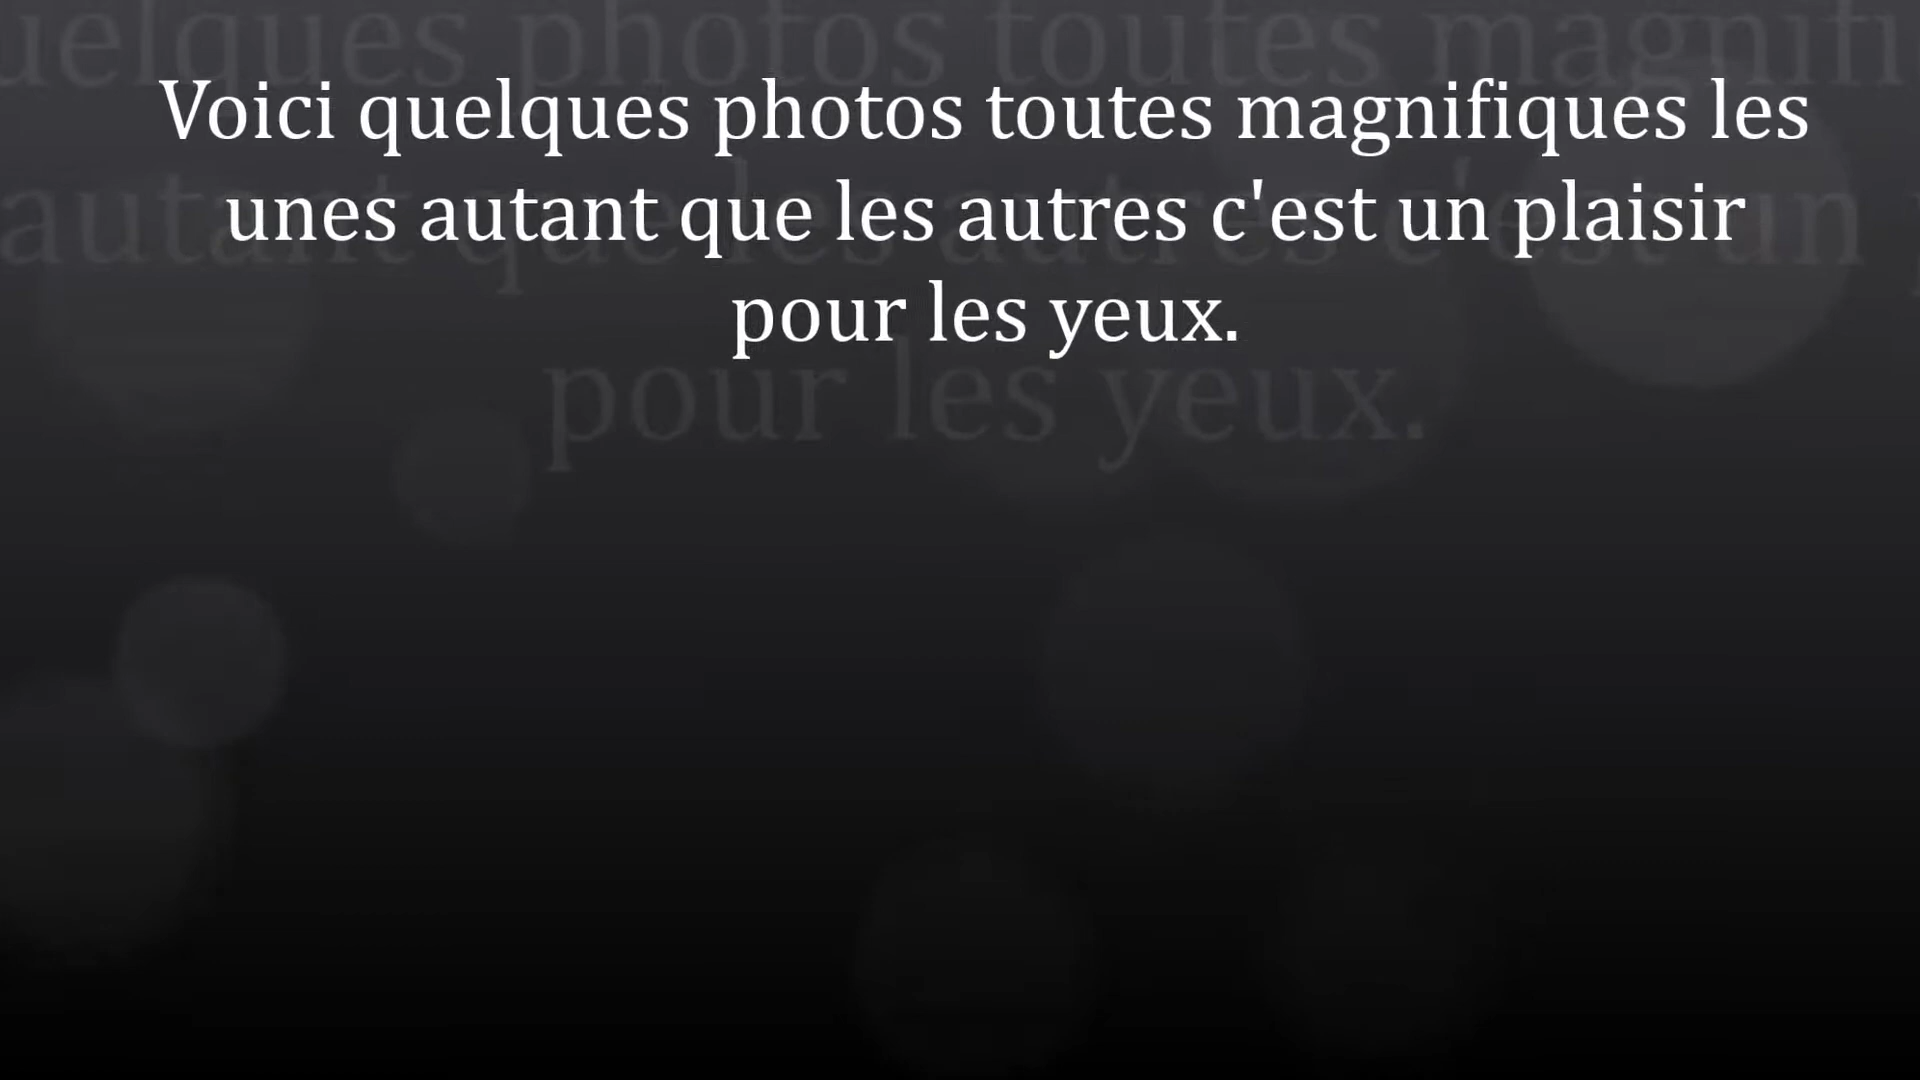 Voici quelques photos toutes magnifiques les
unes autant que les autres c'est un plaisir
pour les yeux.